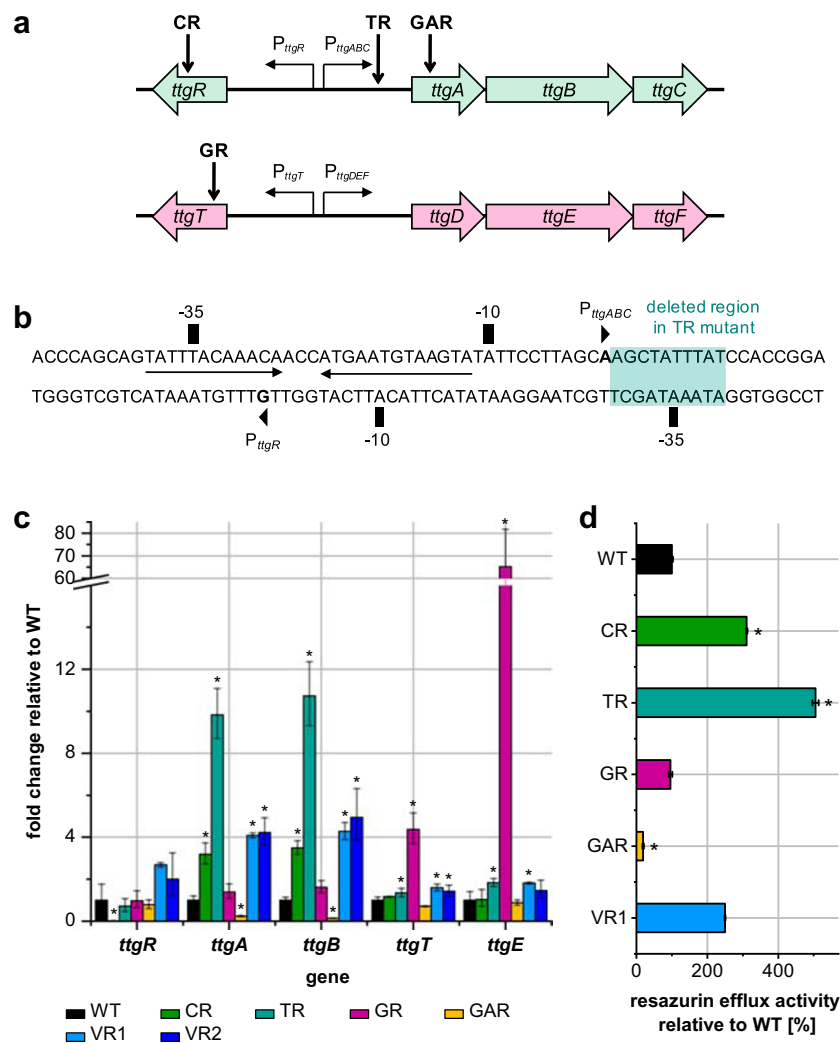 a
CR TR GAR
PttgR PttgABC
ttgR ttgA ttgB ttgC
GR
PttgT PttgDEF
ttgT ttgD ttgE ttgF
b
-35 -10 PttgABC deleted region
in TR mutant
ACCCAGCAGTATTTACAAACAACCATGAATGTAAGTATATTCCTTAGCAAGCTATTTATCCACCGGA
TGGGTCGTCATAAATGTTTGTTGGTACTTACATTCATATAAGGAATCGTTCGATAAATAGGTGGCCT
PttgR -10 -35
c
fold change relative to WT
80
70
60
12
8
4
0
* * * * * * * * * * * * * * * * * *
ttgR ttgA ttgB ttgT ttgE
gene
WT CR TR GR GAR
VR1 VR2
d
WT
CR *
TR *
GR
GAR *
VR1
0 200 400
resazurin efflux activity
relative to WT [%]